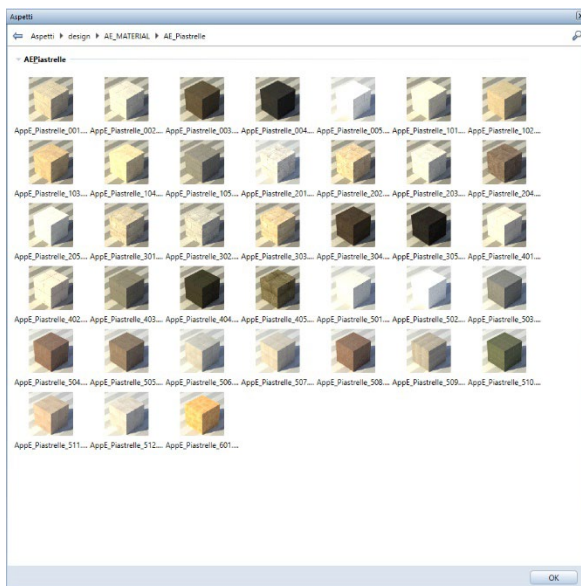 Aspetti
Aspetti design AE_MATERIAL AE_Piastrelle
AEPiastrelle
AppE_Piastrelle_001... AppE_Piastrelle_002... AppE_Piastrelle_003... AppE_Piastrelle_004... AppE_Piastrelle_005... AppE_Piastrelle_101... AppE_Piastrelle_102...
AppE_Piastrelle_103... AppE_Piastrelle_104... AppE_Piastrelle_105... AppE_Piastrelle_201... AppE_Piastrelle_202... AppE_Piastrelle_203... AppE_Piastrelle_204...
AppE_Piastrelle_205... AppE_Piastrelle_301... AppE_Piastrelle_302... AppE_Piastrelle_303... AppE_Piastrelle_304... AppE_Piastrelle_305... AppE_Piastrelle_401...
AppE_Piastrelle_402... AppE_Piastrelle_403... AppE_Piastrelle_404... AppE_Piastrelle_405... AppE_Piastrelle_501... AppE_Piastrelle_502... AppE_Piastrelle_503...
AppE_Piastrelle_504... AppE_Piastrelle_505... AppE_Piastrelle_506... AppE_Piastrelle_507... AppE_Piastrelle_508... AppE_Piastrelle_509... AppE_Piastrelle_510...
AppE_Piastrelle_511... AppE_Piastrelle_512... AppE_Piastrelle_601...
OK